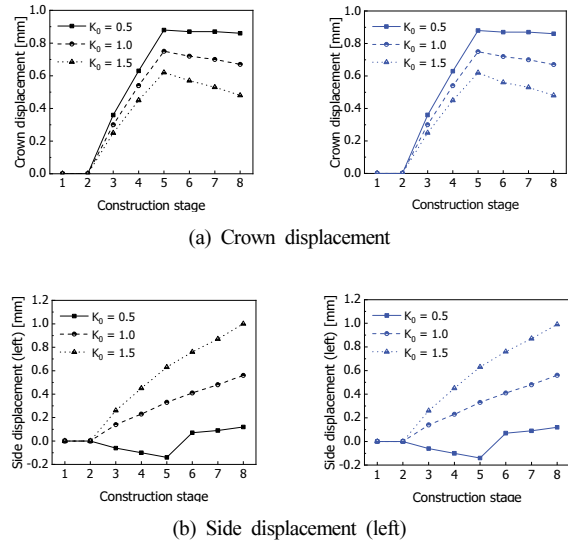 1.0
0.8
0.6
0.4
0.2
0.0
Crown displacement [mm]
K₀ = 0.5
K₀ = 1.0
K₀ = 1.5
1 2 3 4 5 6 7 8
Construction stage
1.0
0.8
0.6
0.4
0.2
0.0
Crown displacement [mm]
K₀ = 0.5
K₀ = 1.0
K₀ = 1.5
1 2 3 4 5 6 7 8
Construction stage
(a) Crown displacement
1.2
1.0
0.8
0.6
0.4
0.2
0.0
-0.2
Side displacement (left) [mm]
K₀ = 0.5
K₀ = 1.0
K₀ = 1.5
1 2 3 4 5 6 7 8
Construction stage
1.2
1.0
0.8
0.6
0.4
0.2
0.0
-0.2
Side displacement (left) [mm]
K₀ = 0.5
K₀ = 1.0
K₀ = 1.5
1 2 3 4 5 6 7 8
Construction stage
(b) Side displacement (left)